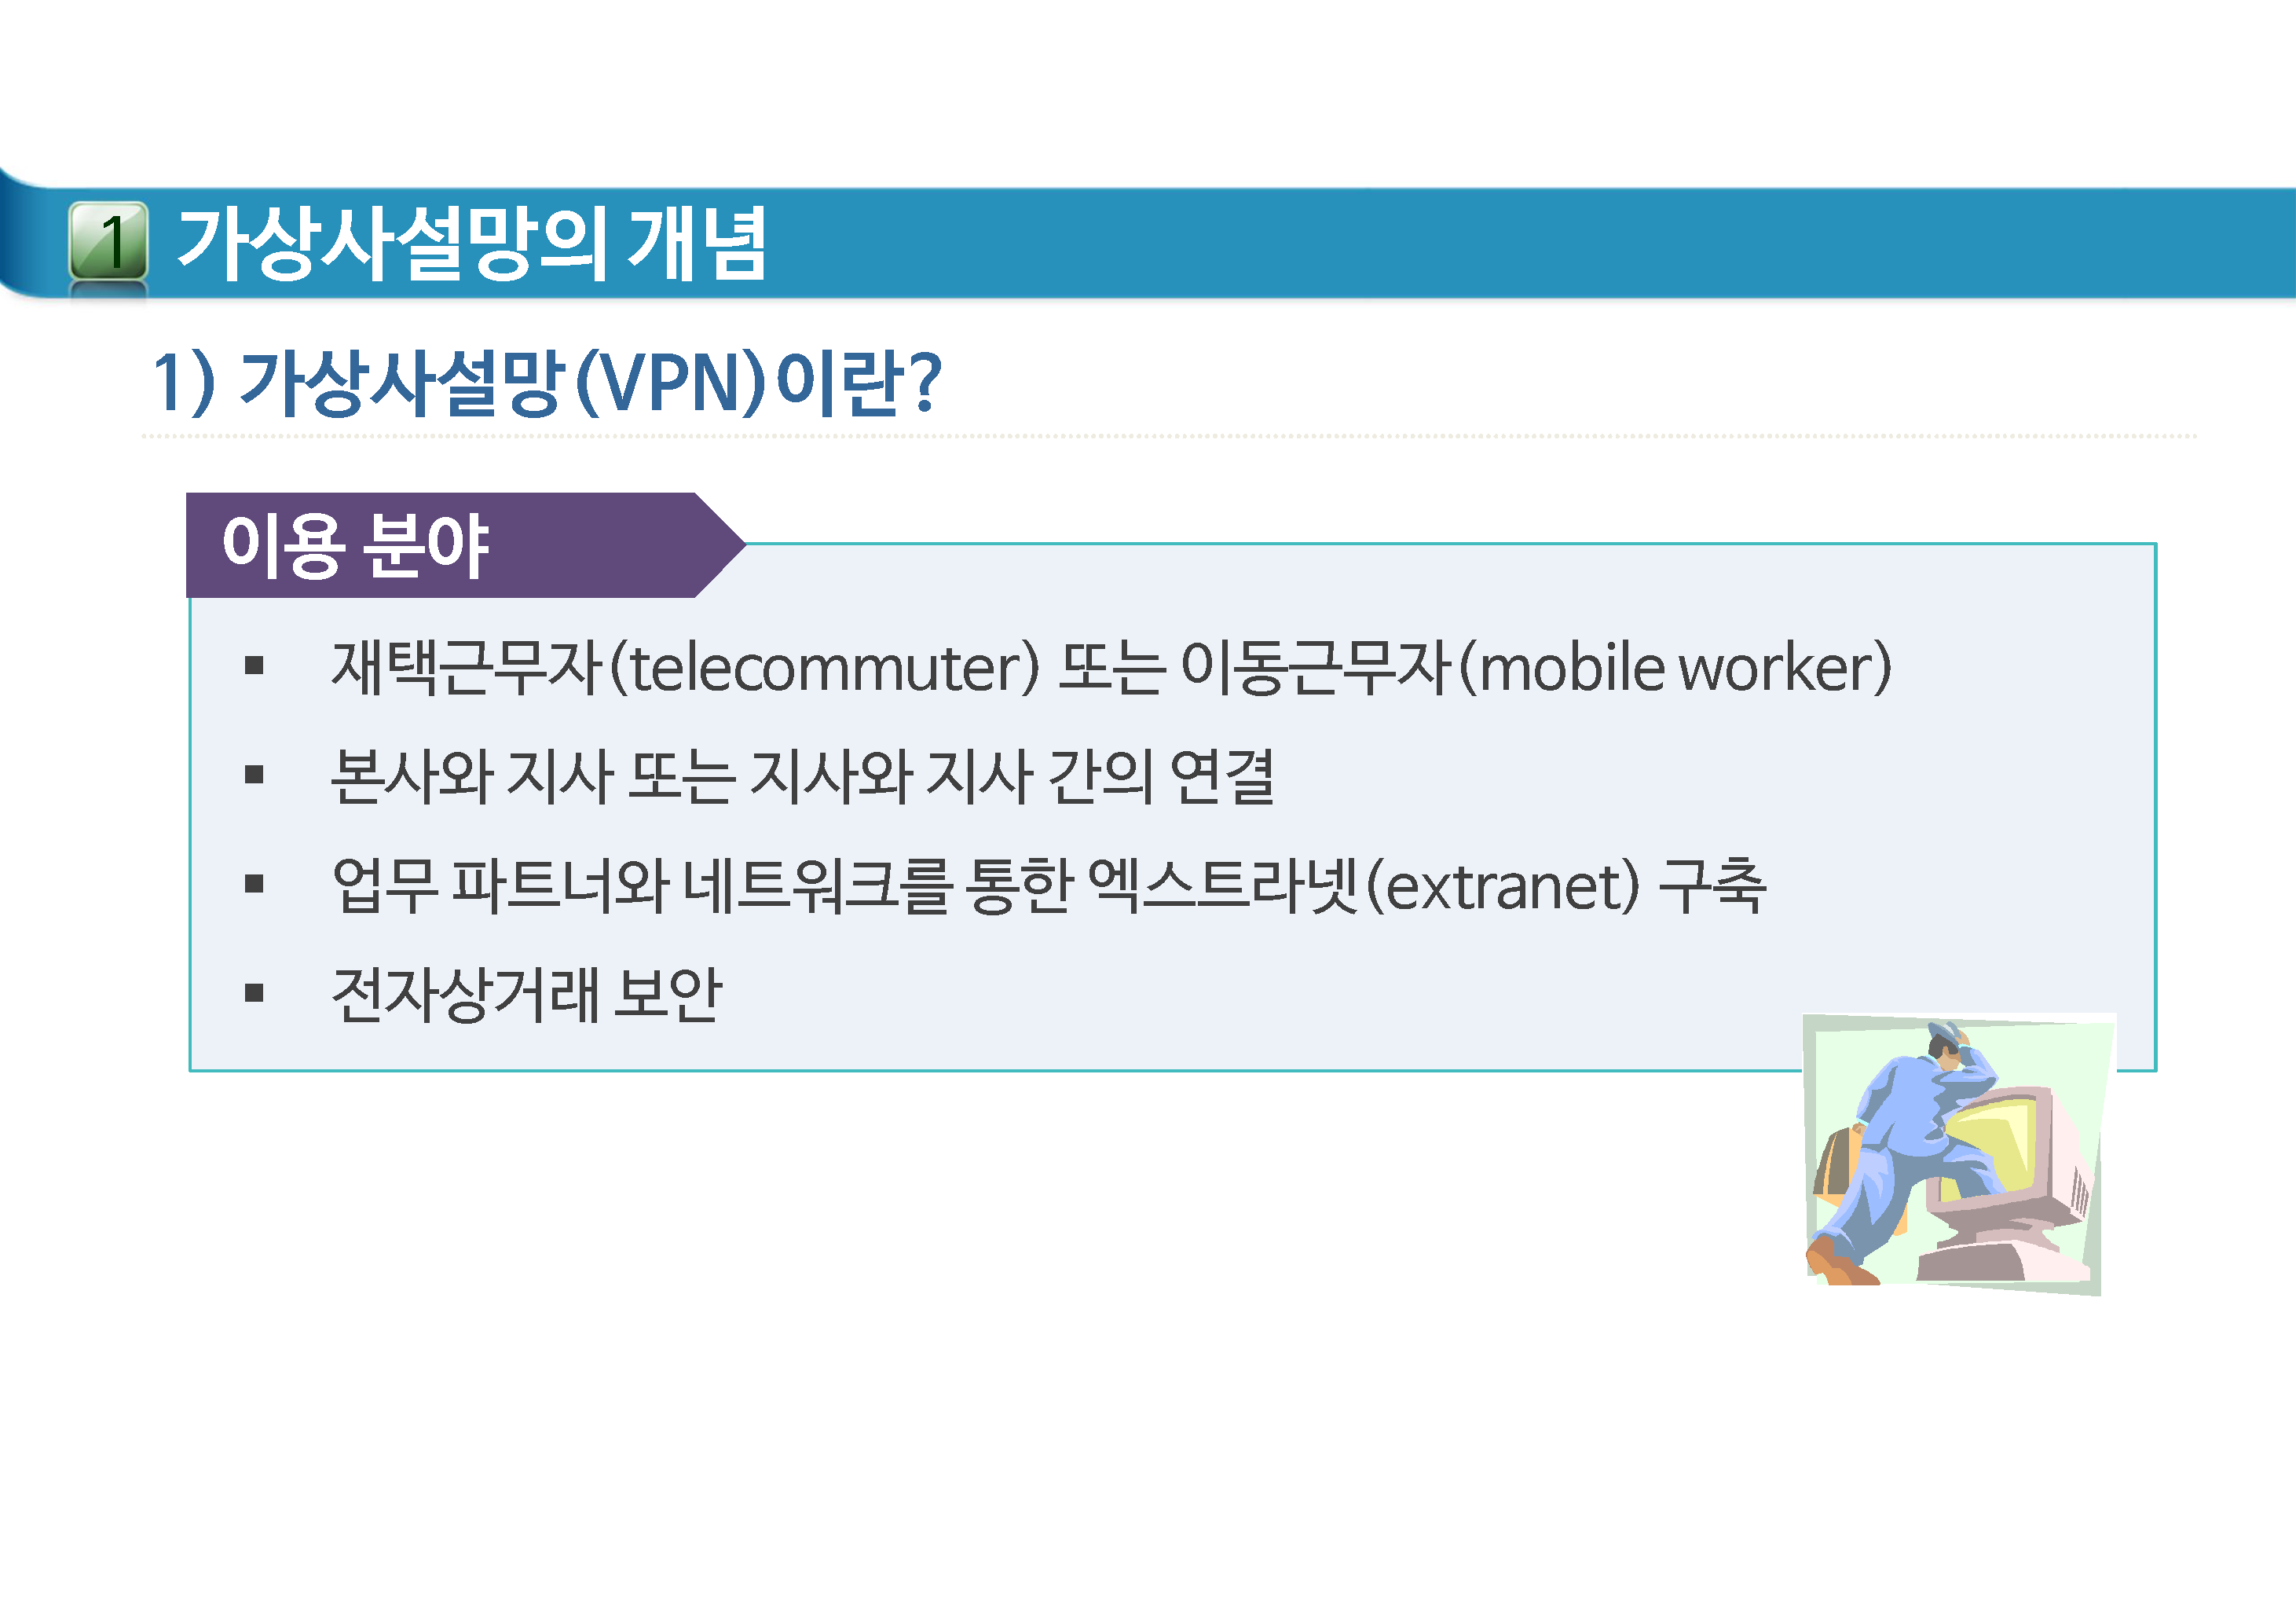 1 가상사설망의 개념
1) 가상사설망(VPN)이란?
이용 분야
▪ 재택근무자(telecommuter) 또는 이동근무자(mobile worker)
▪ 본사와 지사 또는 지사와 지사 간의 연결
▪ 업무 파트너와 네트워크를 통한 엑스트라넷(extranet) 구축
▪ 전자상거래 보안